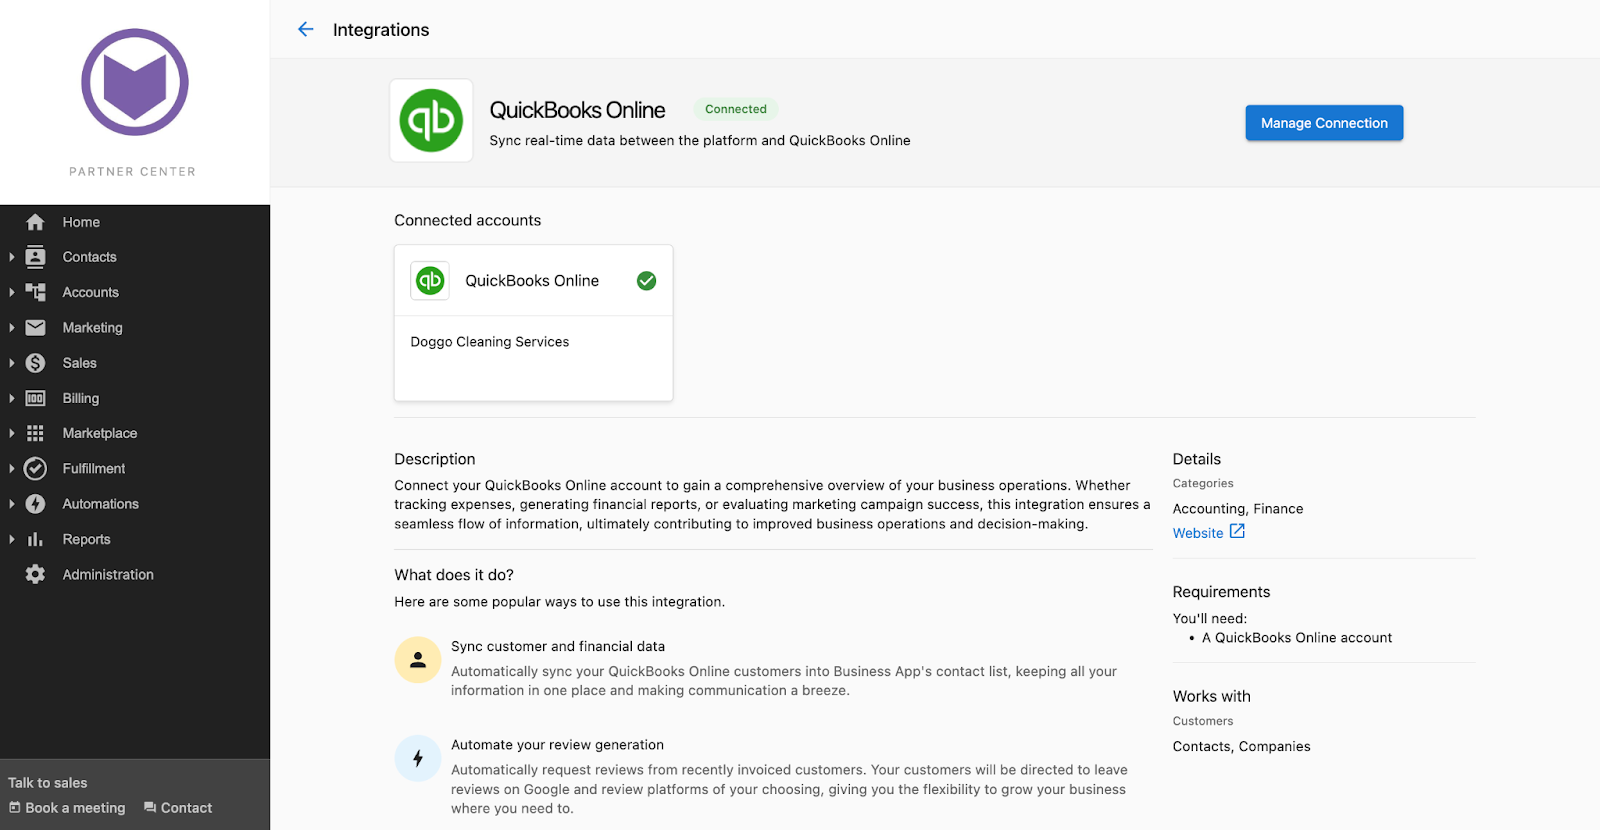 PARTNER CENTER
Home
Contacts
Accounts
Marketing
Sales
Billing
Marketplace
Fulfillment
Automations
Reports
Administration
Talk to sales
Book a meeting
Contact
Integrations
qb
QuickBooks Online
Connected
Sync real-time data between the platform and QuickBooks Online
Manage Connection
Connected accounts
qb
QuickBooks Online
Doggo Cleaning Services
Description
Connect your QuickBooks Online account to gain a comprehensive overview of your business operations. Whether
tracking expenses, generating financial reports, or evaluating marketing campaign success, this integration ensures a
seamless flow of information, ultimately contributing to improved business operations and decision-making.
What does it do?
Here are some popular ways to use this integration.
Sync customer and financial data
Automatically sync your QuickBooks Online customers into Business App's contact list, keeping all your
information in one place and making communication a breeze.
Automate your review generation
Automatically request reviews from recently invoiced customers. Your customers will be directed to leave
reviews on Google and review platforms of your choosing, giving you the flexibility to grow your business
where you need to.
Details
Categories
Accounting, Finance
Website
Requirements
You'll need:
• A QuickBooks Online account
Works with
Customers
Contacts, Companies